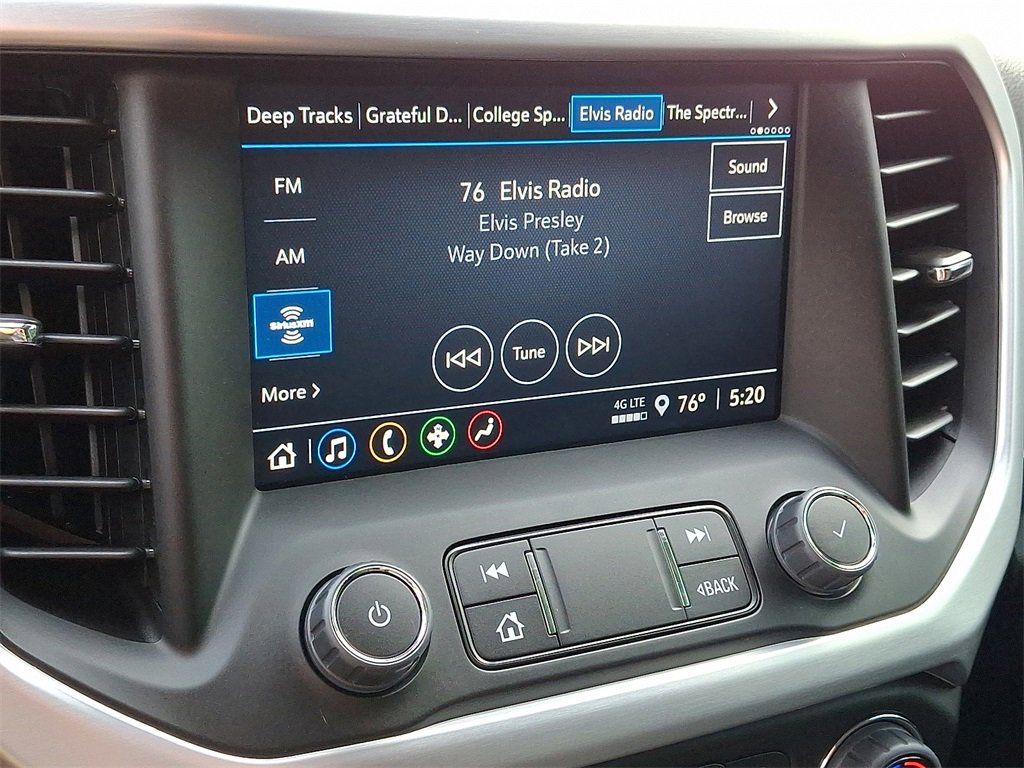 Deep Tracks Grateful D... College Sp... Elvis Radio The Spectr...
FM
76 Elvis Radio
Sound
Elvis Presley
Browse
AM
Way Down (Take 2)
SiriusXM
Tune
More
4G LTE 76° 5:20
BACK